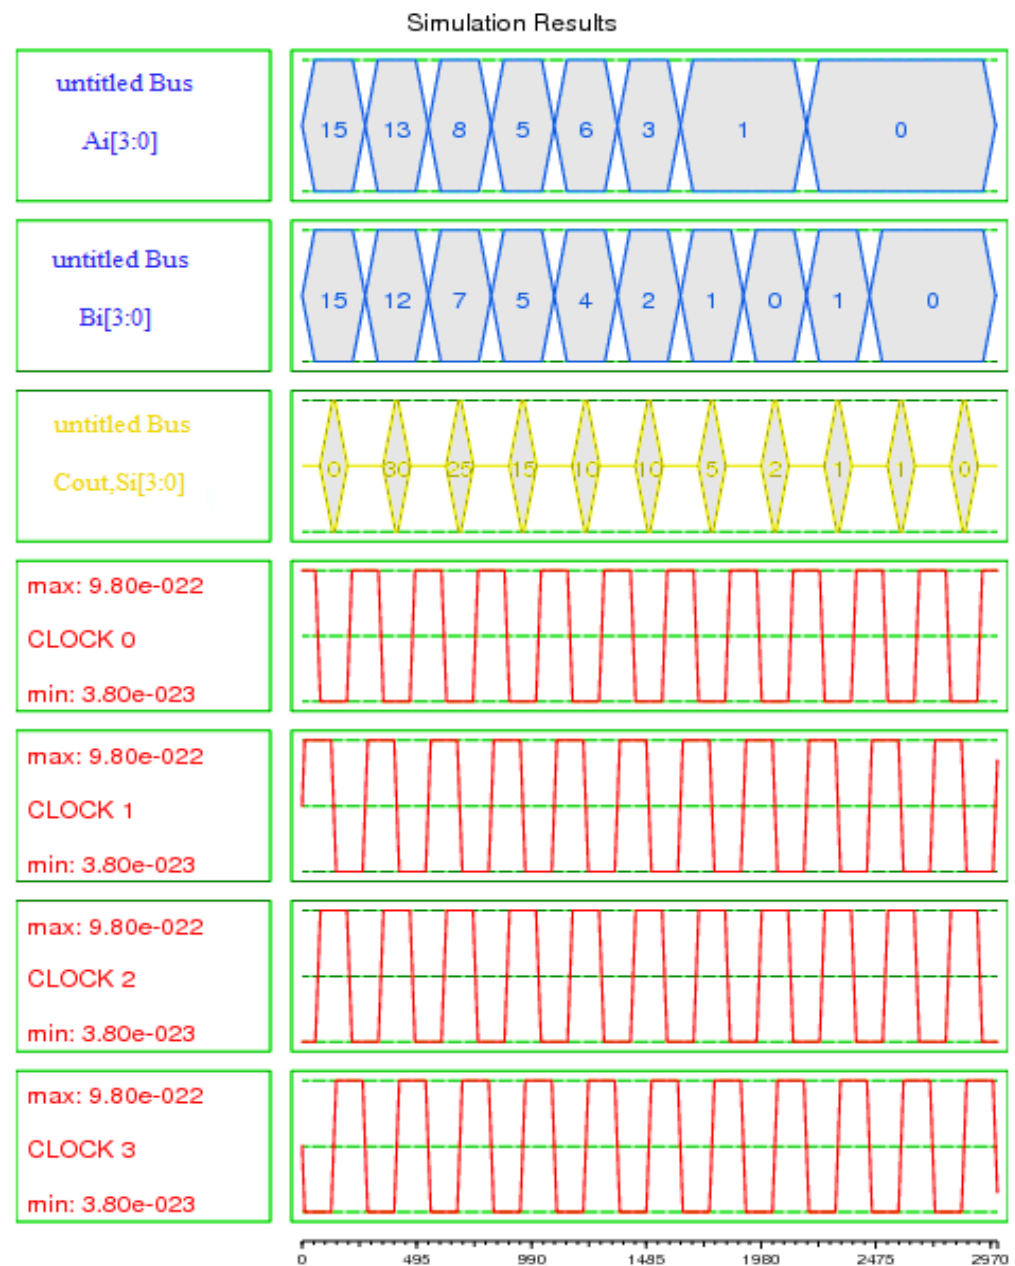 Simulation Results
untitled Bus
Ai[3:0]
15 13 8 5 6 3 1 0
untitled Bus
Bi[3:0]
15 12 7 5 4 2 1 0 1 0
untitled Bus
Cout,Si[3:0]
0 30 25 15 10 10 5 2 1 1 0
max: 9.80e-022
CLOCK 0
min: 3.80e-023
max: 9.80e-022
CLOCK 1
min: 3.80e-023
max: 9.80e-022
CLOCK 2
min: 3.80e-023
max: 9.80e-022
CLOCK 3
min: 3.80e-023
0 495 990 1485 1980 2475 2970